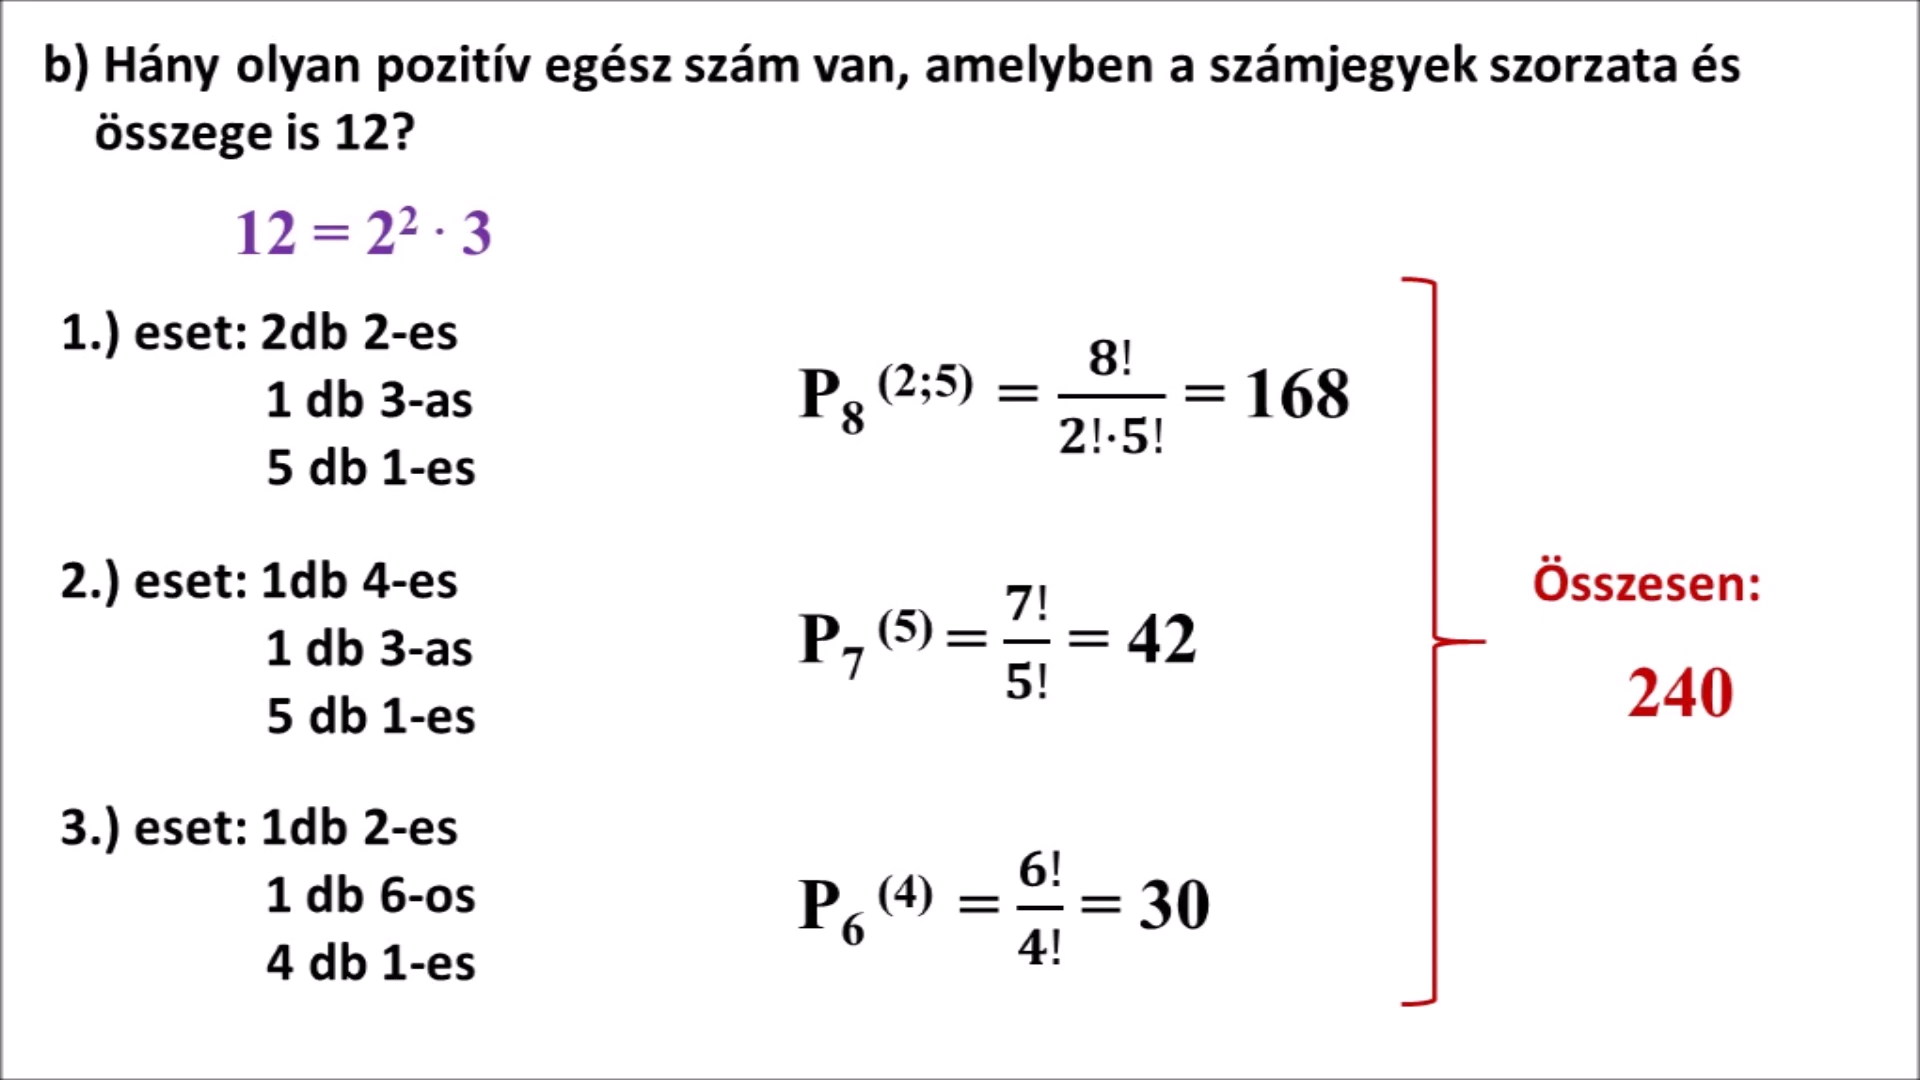 b) Hány olyan pozitív egész szám van, amelyben a számjegyek szorzata és
összege is 12?
12 = 2² · 3
1.) eset: 2db 2-es
1 db 3-as
5 db 1-es
P₈ ⁽²;⁵⁾ = 8! / 2!·5! = 168
2.) eset: 1db 4-es
1 db 3-as
5 db 1-es
P₇ ⁽⁵⁾ = 7! / 5! = 42
3.) eset: 1db 2-es
1 db 6-os
4 db 1-es
P₆ ⁽⁴⁾ = 6! / 4! = 30
Összesen:
240